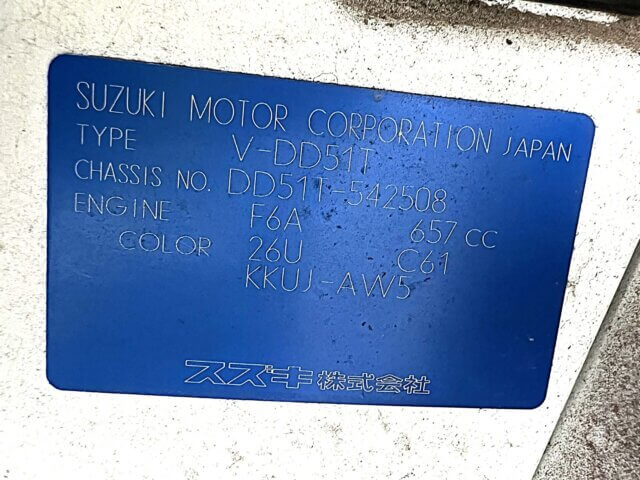 SUZUKI MOTOR CORPORATION JAPAN
TYPE V-DD51T
CHASSIS NO. DD51T-542508
ENGINE F6A 657 CC
COLOR 26U C61
KKUJ-AW5
スズキ株式会社